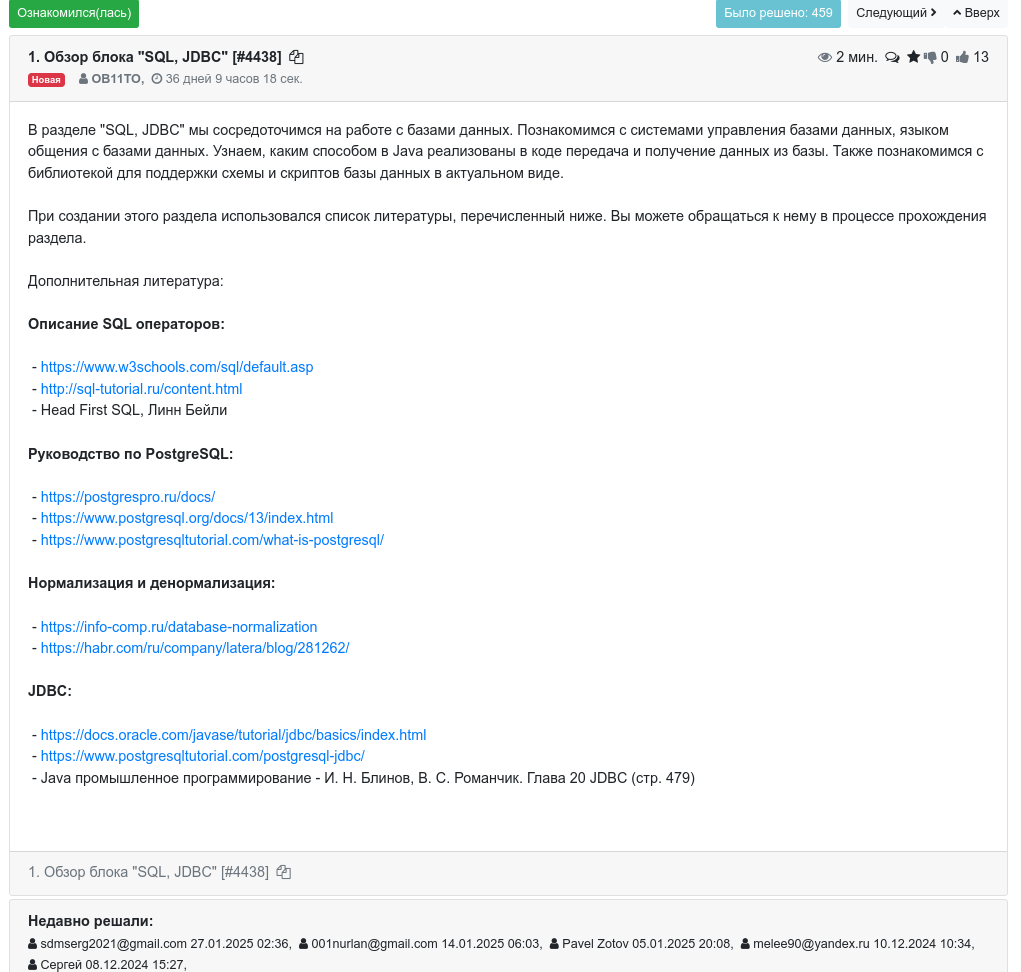 Ознакомился(лась)
Было решено: 459
Следующий
Вверх
1. Обзор блока "SQL, JDBC" [#4438]
2 мин.
0
13
Новая
OB11TO,
36 дней 9 часов 18 сек.
В разделе "SQL, JDBC" мы сосредоточимся на работе с базами данных. Познакомимся с системами управления базами данных, языком
общения с базами данных. Узнаем, каким способом в Java реализованы в коде передача и получение данных из базы. Также познакомимся с
библиотекой для поддержки схемы и скриптов базы данных в актуальном виде.
При создании этого раздела использовался список литературы, перечисленный ниже. Вы можете обращаться к нему в процессе прохождения
раздела.
Дополнительная литература:
Описание SQL операторов:
- https://www.w3schools.com/sql/default.asp
- http://sql-tutorial.ru/content.html
- Head First SQL, Линн Бейли
Руководство по PostgreSQL:
- https://postgrespro.ru/docs/
- https://www.postgresql.org/docs/13/index.html
- https://www.postgresqltutorial.com/what-is-postgresql/
Нормализация и денормализация:
- https://info-comp.ru/database-normalization
- https://habr.com/ru/company/latera/blog/281262/
JDBC:
- https://docs.oracle.com/javase/tutorial/jdbc/basics/index.html
- https://www.postgresqltutorial.com/postgresql-jdbc/
- Java промышленное программирование - И. Н. Блинов, В. С. Романчик. Глава 20 JDBC (стр. 479)
1. Обзор блока "SQL, JDBC" [#4438]
Недавно решали:
sdmserg2021@gmail.com 27.01.2025 02:36, 001nurlan@gmail.com 14.01.2025 06:03, Pavel Zotov 05.01.2025 20:08, melee90@yandex.ru 10.12.2024 10:34,
Сергей 08.12.2024 15:27,